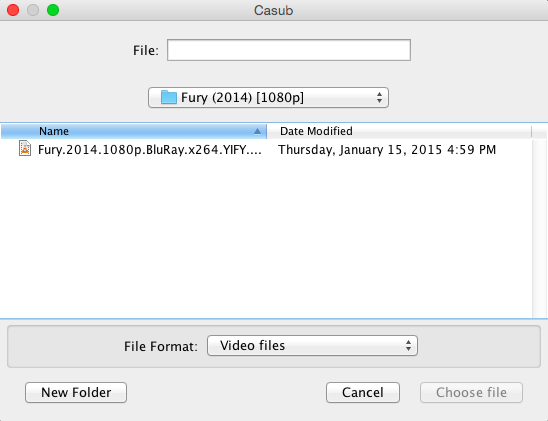 Casub
File:
Fury (2014) [1080p]
Name Date Modified
Fury.2014.1080p.BluRay.x264.YIFY.... Thursday, January 15, 2015 4:59 PM
File Format: Video files
New Folder Cancel Choose file